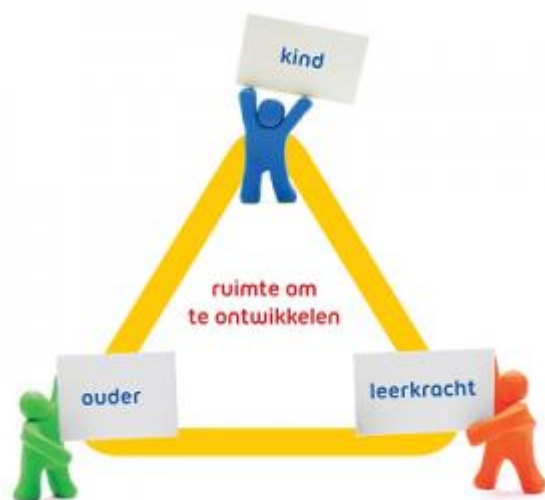 kind
ruimte om
te ontwikkelen
ouder
leerkracht